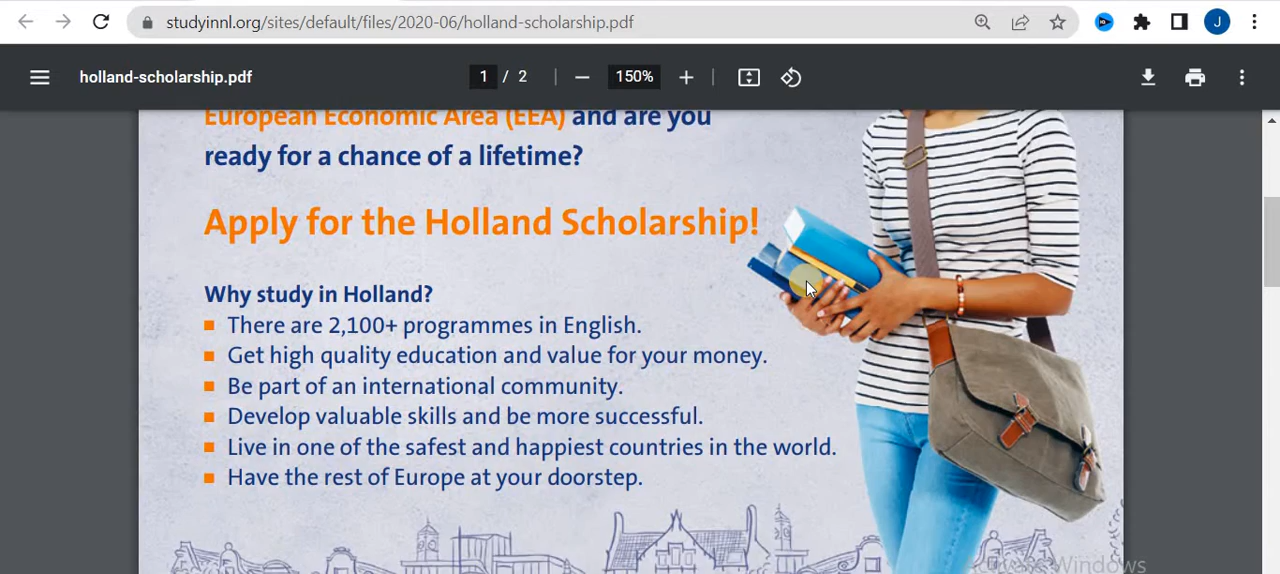 studyinnl.org/sites/default/files/2020-06/holland-scholarship.pdf
J
holland-scholarship.pdf
1 / 2
150%
European Economic Area (EEA) and are you
ready for a chance of a lifetime?
Apply for the Holland Scholarship!
Why study in Holland?
There are 2,100+ programmes in English.
Get high quality education and value for your money.
Be part of an international community.
Develop valuable skills and be more successful.
Live in one of the safest and happiest countries in the world.
Have the rest of Europe at your doorstep.
Activate Windows